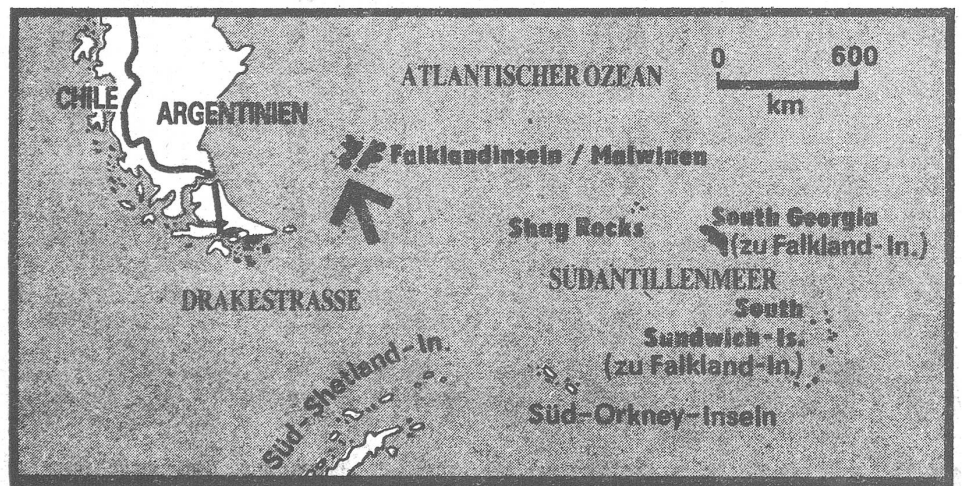 0 600
km
ATLANTISCHER OZEAN
CHILE
ARGENTINIEN
Falklandinseln / Malwinen
Shag Rocks
South Georgia
(zu Falkland-In.)
SÜDANTILLENMEER
DRAKESTRASSE
South
Sandwich-Is.
(zu Falkland-In.)
Süd-Shetland-In.
Süd-Orkney-Inseln